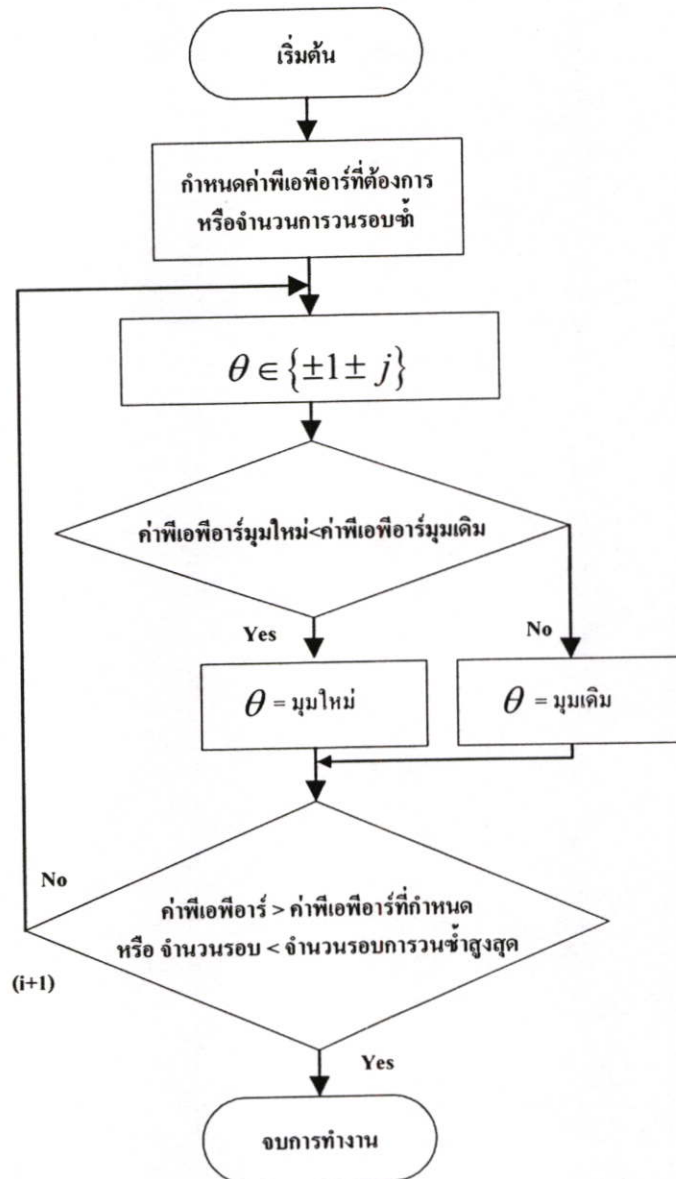 เริ่มต้น
กำหนดค่าพีเอพีอาร์ที่ต้องการ
หรือจำนวนการวนรอบซ้ำ
θ ∈ {±1 ± j}
ค่าพีเอพีอาร์มุมใหม่<ค่าพีเอพีอาร์มุมเดิม
Yes
No
θ = มุมใหม่
θ = มุมเดิม
No
ค่าพีเอพีอาร์ > ค่าพีเอพีอาร์ที่กำหนด
หรือ จำนวนรอบ < จำนวนรอบการวนซ้ำสูงสุด
(i+1)
Yes
จบการทำงาน